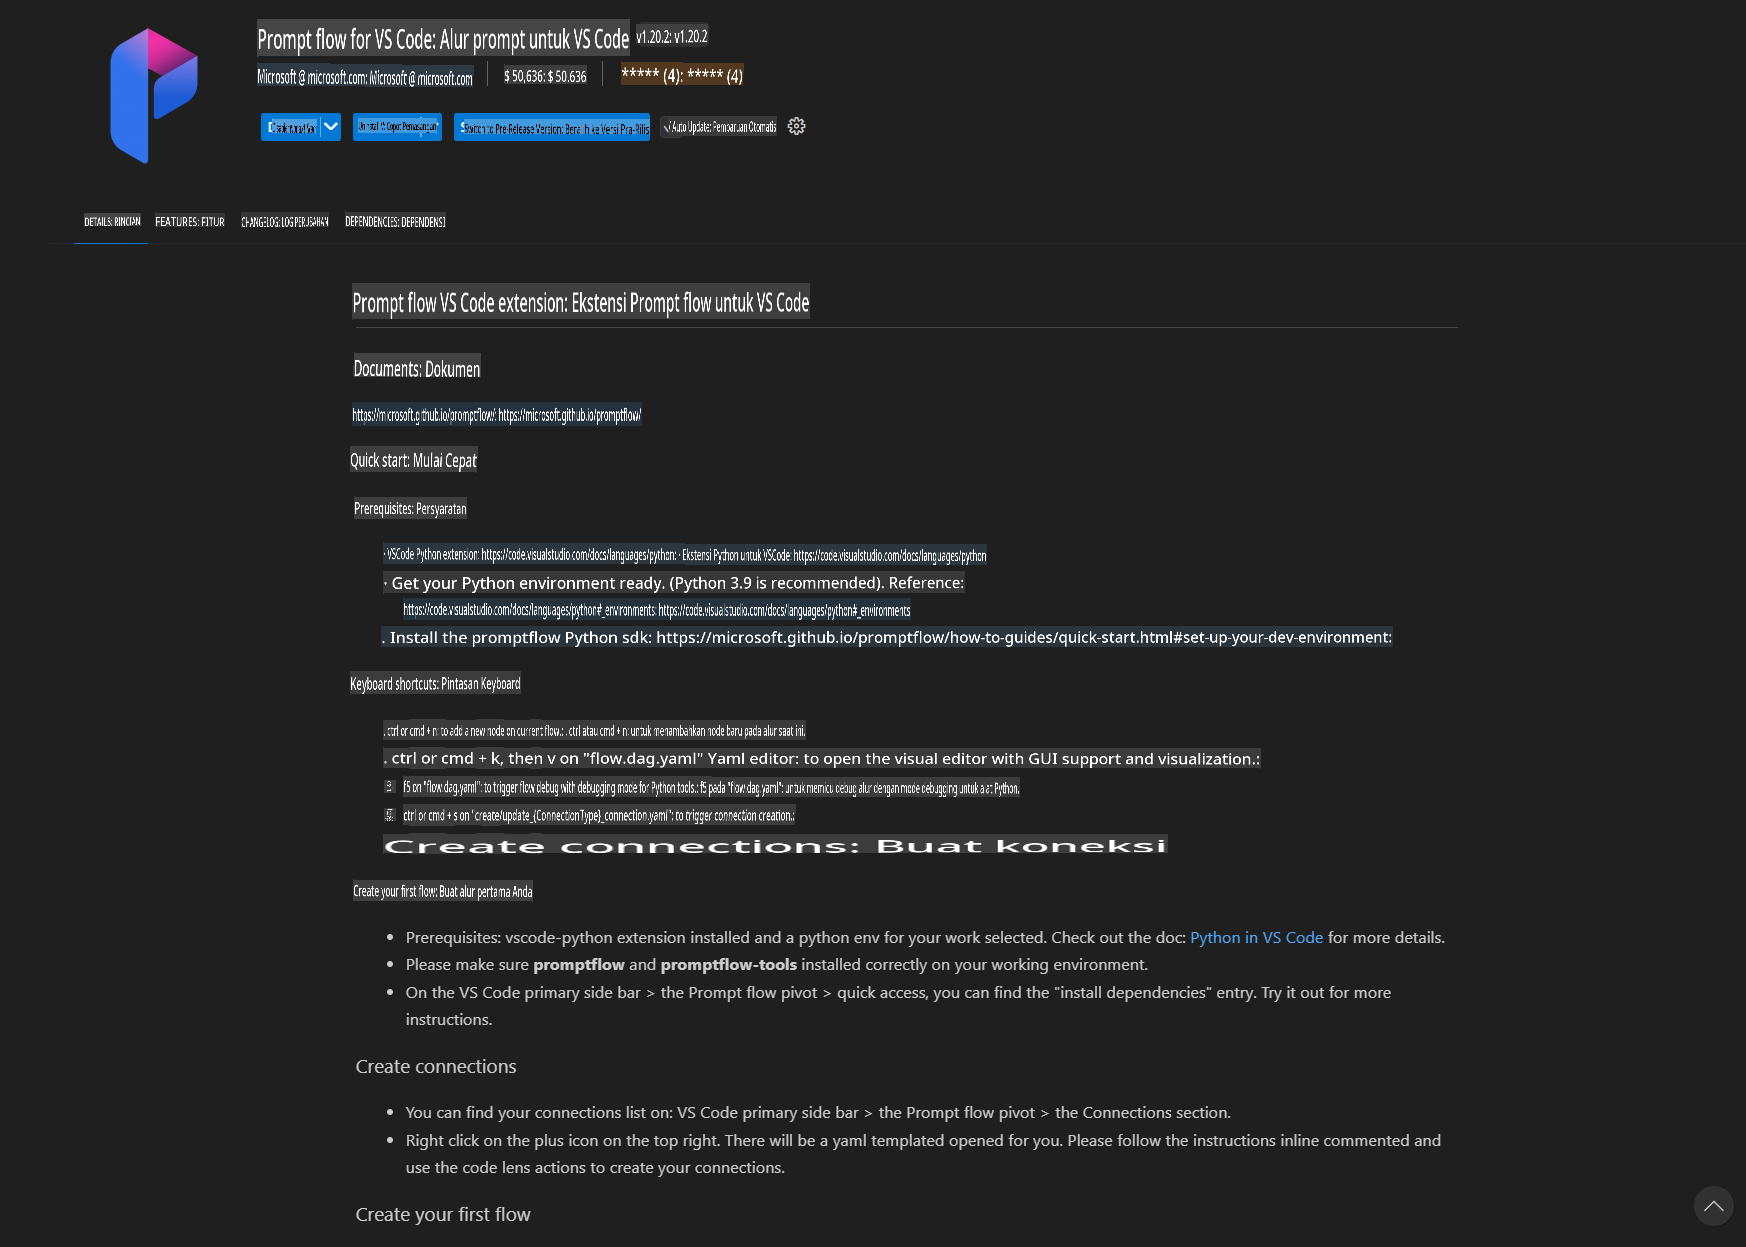 Prompt flow for VS Code: Alur prompt untuk VS Code v1.20.2: v1.20.2
Microsoft @ microsoft.com: Microsoft @ microsoft.com $ 50,636: $ 50.636 ***** (4): ***** (4)
Switch to Pre-Release Version: Beralih ke Versi Pra-Rilis √ Auto Update: Pembaruan Otomatis
DETAILS: RINCIAN FEATURES: FITUR CHANGELOG: LOG PERUBAHAN DEPENDENCIES: DEPENDENSI
Prompt flow VS Code extension: Ekstensi Prompt flow untuk VS Code
Documents: Dokumen
https://microsoft.github.io/promptflow/: https://microsoft.github.io/promptflow/
Quick start: Mulai Cepat
Prerequisites: Persyaratan
· VSCode Python extension: https://code.visualstudio.com/docs/languages/python: · Ekstensi Python untuk VSCode: https://code.visualstudio.com/docs/languages/python
· Get your Python environment ready. (Python 3.9 is recommended). Reference:
https://code.visualstudio.com/docs/languages/python#_environments: https://code.visualstudio.com/docs/languages/python#_environments
. Install the promptflow Python sdk: https://microsoft.github.io/promptflow/how-to-guides/quick-start.html#set-up-your-dev-environment:
Keyboard shortcuts: Pintasan Keyboard
. ctrl or cmd + n: to add a new node on current flow.: . ctrl atau cmd + n: untuk menambahkan node baru pada alur saat ini.
. ctrl or cmd + k, then v on "flow.dag.yaml" Yaml editor: to open the visual editor with GUI support and visualization.:
f5 on "flow.dag.yaml": to trigger flow debug with debugging mode for Python tools.: f5 pada "flow.dag.yaml": untuk memicu debug alur dengan mode debugging untuk alat Python.
ctrl or cmd + s on "create/update_{ConnectionType}_connection.yaml": to trigger connection creation.:
Create connections: Buat koneksi
Create your first flow: Buat alur pertama Anda
• Prerequisites: vscode-python extension installed and a python env for your work selected. Check out the doc: Python in VS Code for more details.
• Please make sure promptflow and promptflow-tools installed correctly on your working environment.
• On the VS Code primary side bar > the Prompt flow pivot > quick access, you can find the "install dependencies" entry. Try it out for more
instructions.
Create connections
• You can find your connections list on: VS Code primary side bar > the Prompt flow pivot > the Connections section.
• Right click on the plus icon on the top right. There will be a yaml templated opened for you. Please follow the instructions inline commented and
use the code lens actions to create your connections.
Create your first flow